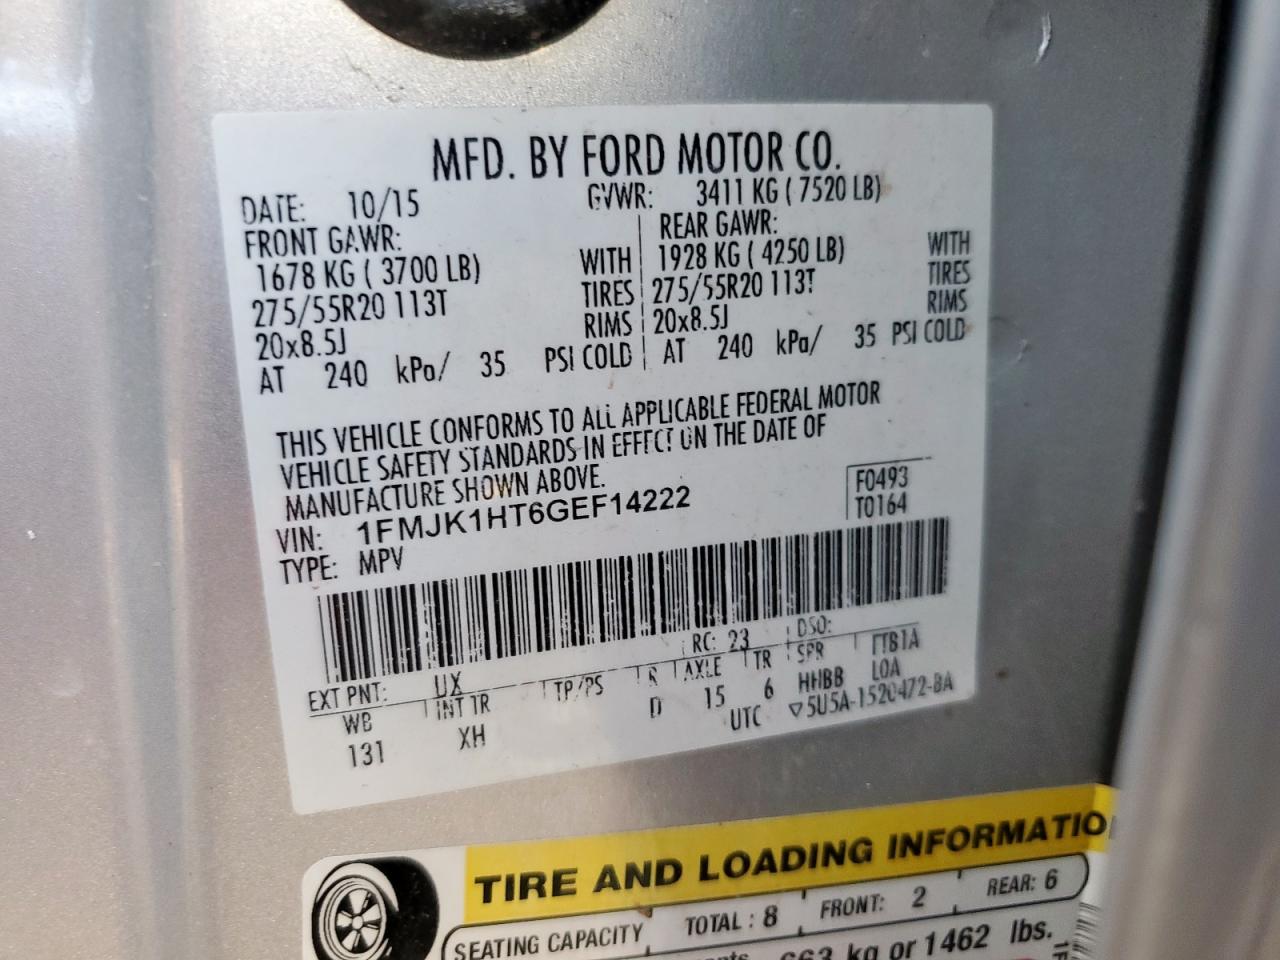 MFD. BY FORD MOTOR CO.
DATE: 10/15 GVWR: 3411 KG ( 7520 LB)
FRONT GAWR: REAR GAWR:
1678 KG ( 3700 LB) WITH 1928 KG ( 4250 LB) WITH
275/55R20 113T TIRES 275/55R20 113T TIRES
20x8.5J RIMS 20x8.5J RIMS
AT 240 kPa/ 35 PSI COLD AT 240 kPa/ 35 PSI COLD
THIS VEHICLE CONFORMS TO ALL APPLICABLE FEDERAL MOTOR
VEHICLE SAFETY STANDARDS IN EFFECT ON THE DATE OF
MANUFACTURE SHOWN ABOVE.
F0493
VIN: 1FMJK1HT6GEF14222 T0164
TYPE: MPV
EXT PNT: UX RC: 23 DSO:
WB INT TR TP/PS R AXLE TR SPR FTB1A
131 XH D 15 6 HHBB LOA
UTC ▽5U5A-1520472-BA
TIRE AND LOADING INFORMATIO
SEATING CAPACITY TOTAL : 8 FRONT: 2 REAR: 6
663 kg or 1462 lbs.